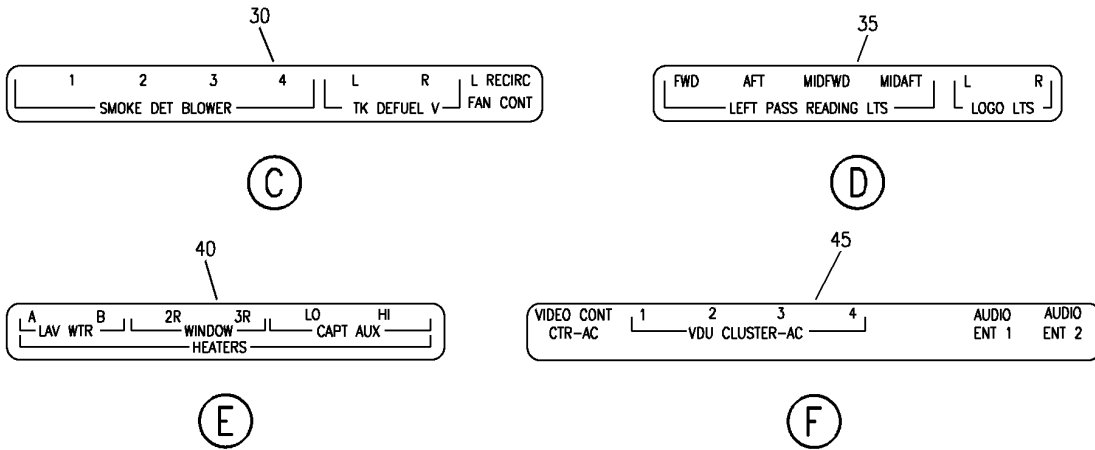 30
1 2 3 4 L R L RECIRC
SMOKE DET BLOWER TK DEFUEL V FAN CONT
C
35
FWD AFT MIDFWD MIDAFT L R
LEFT PASS READING LTS LOGO LTS
D
40
A B 2R 3R LO HI
LAV WTR WINDOW CAPT AUX
HEATERS
E
45
VIDEO CONT 1 2 3 4 AUDIO AUDIO
CTR-AC VDU CLUSTER-AC ENT 1 ENT 2
F